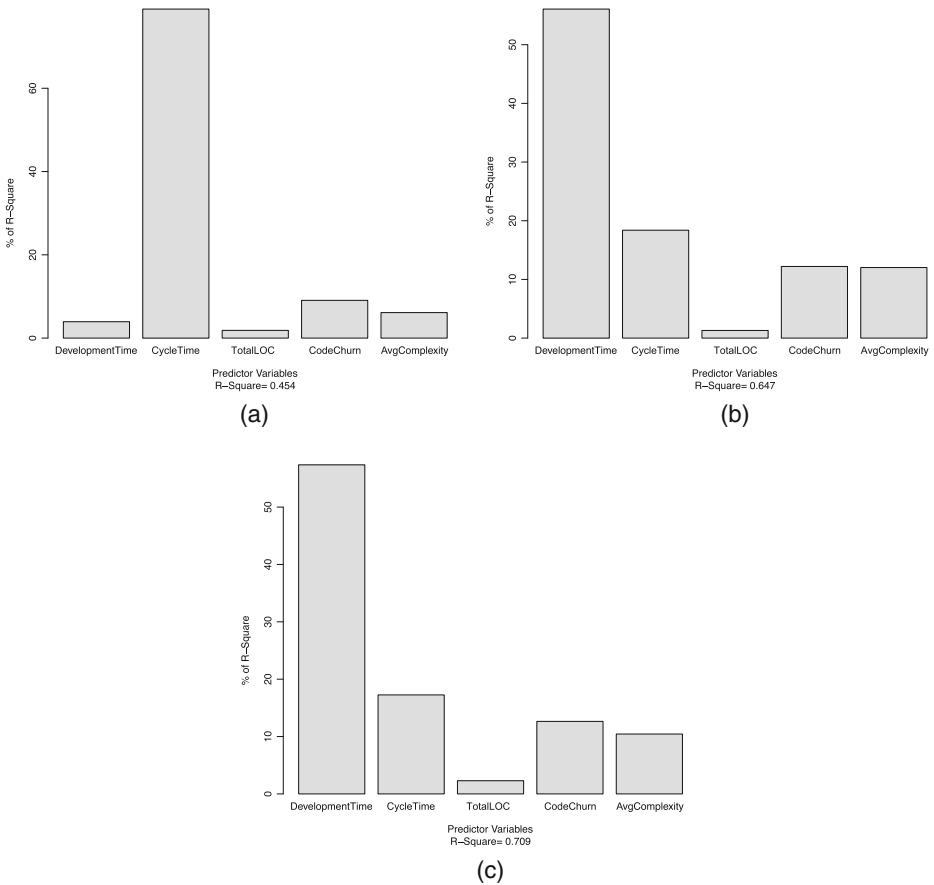 % of R−Square
60
40
20
0
DevelopmentTime CycleTime TotalLOC CodeChurn AvgComplexity
Predictor Variables
R−Square= 0.454
(a)
% of R−Square
50
40
30
20
10
0
DevelopmentTime CycleTime TotalLOC CodeChurn AvgComplexity
Predictor Variables
R−Square= 0.647
(b)
% of R−Square
50
40
30
20
10
0
DevelopmentTime CycleTime TotalLOC CodeChurn AvgComplexity
Predictor Variables
R−Square= 0.709
(c)